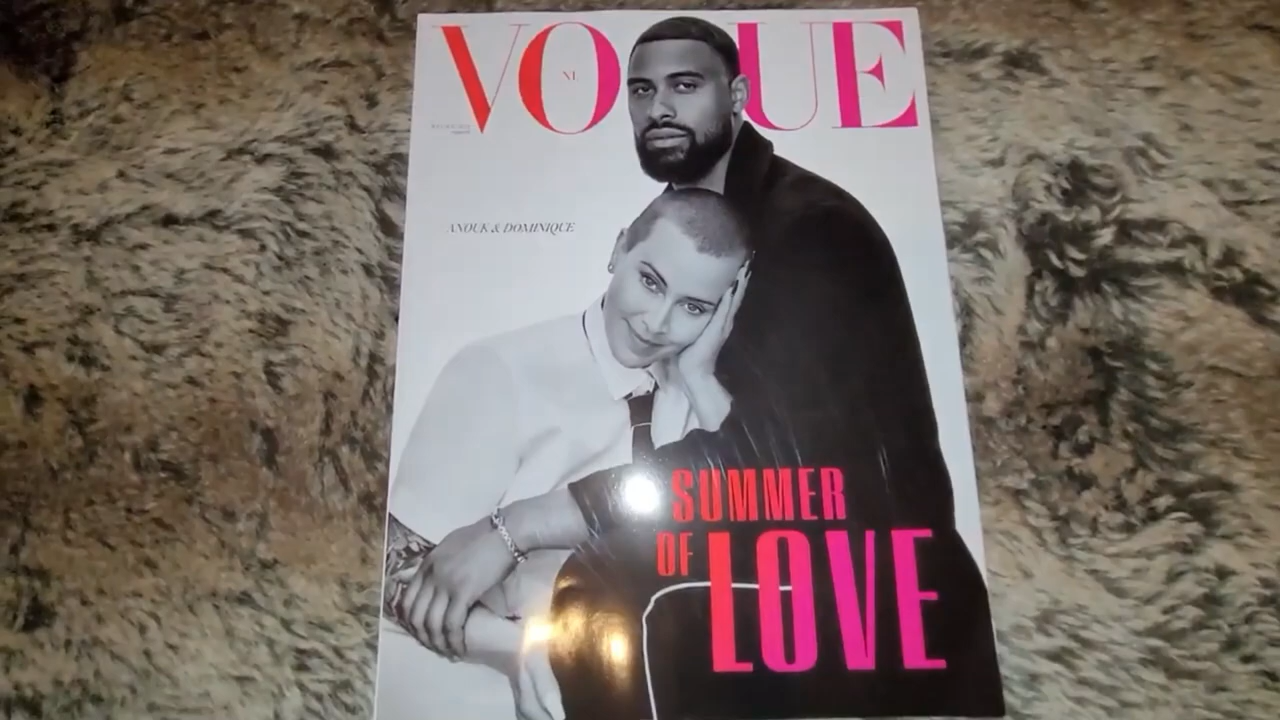 VOGUE
NL
ANOUK & DOMINIQUE
SUMMER
OF LOVE